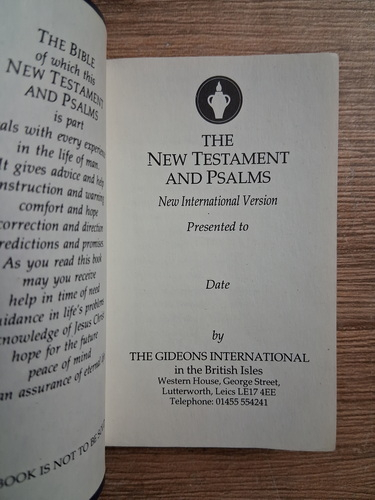 THE BIBLE
of which this
NEW TESTAMENT
AND PSALMS
is part
als with every experien
in the life of man.
It gives advice and help
nstruction and warning
comfort and hope
correction and direction
redictions and promises
As you read this book
may you receive
help in time of need
uidance in life's problems
knowledge of Jesus Christ
hope for the future
peace of mind
an assurance of eternal
BOOK IS NOT TO BE SO
THE
NEW TESTAMENT
AND PSALMS
New International Version
Presented to
Date
by
THE GIDEONS INTERNATIONAL
in the British Isles
Western House, George Street,
Lutterworth, Leics LE17 4EE
Telephone: 01455 554241